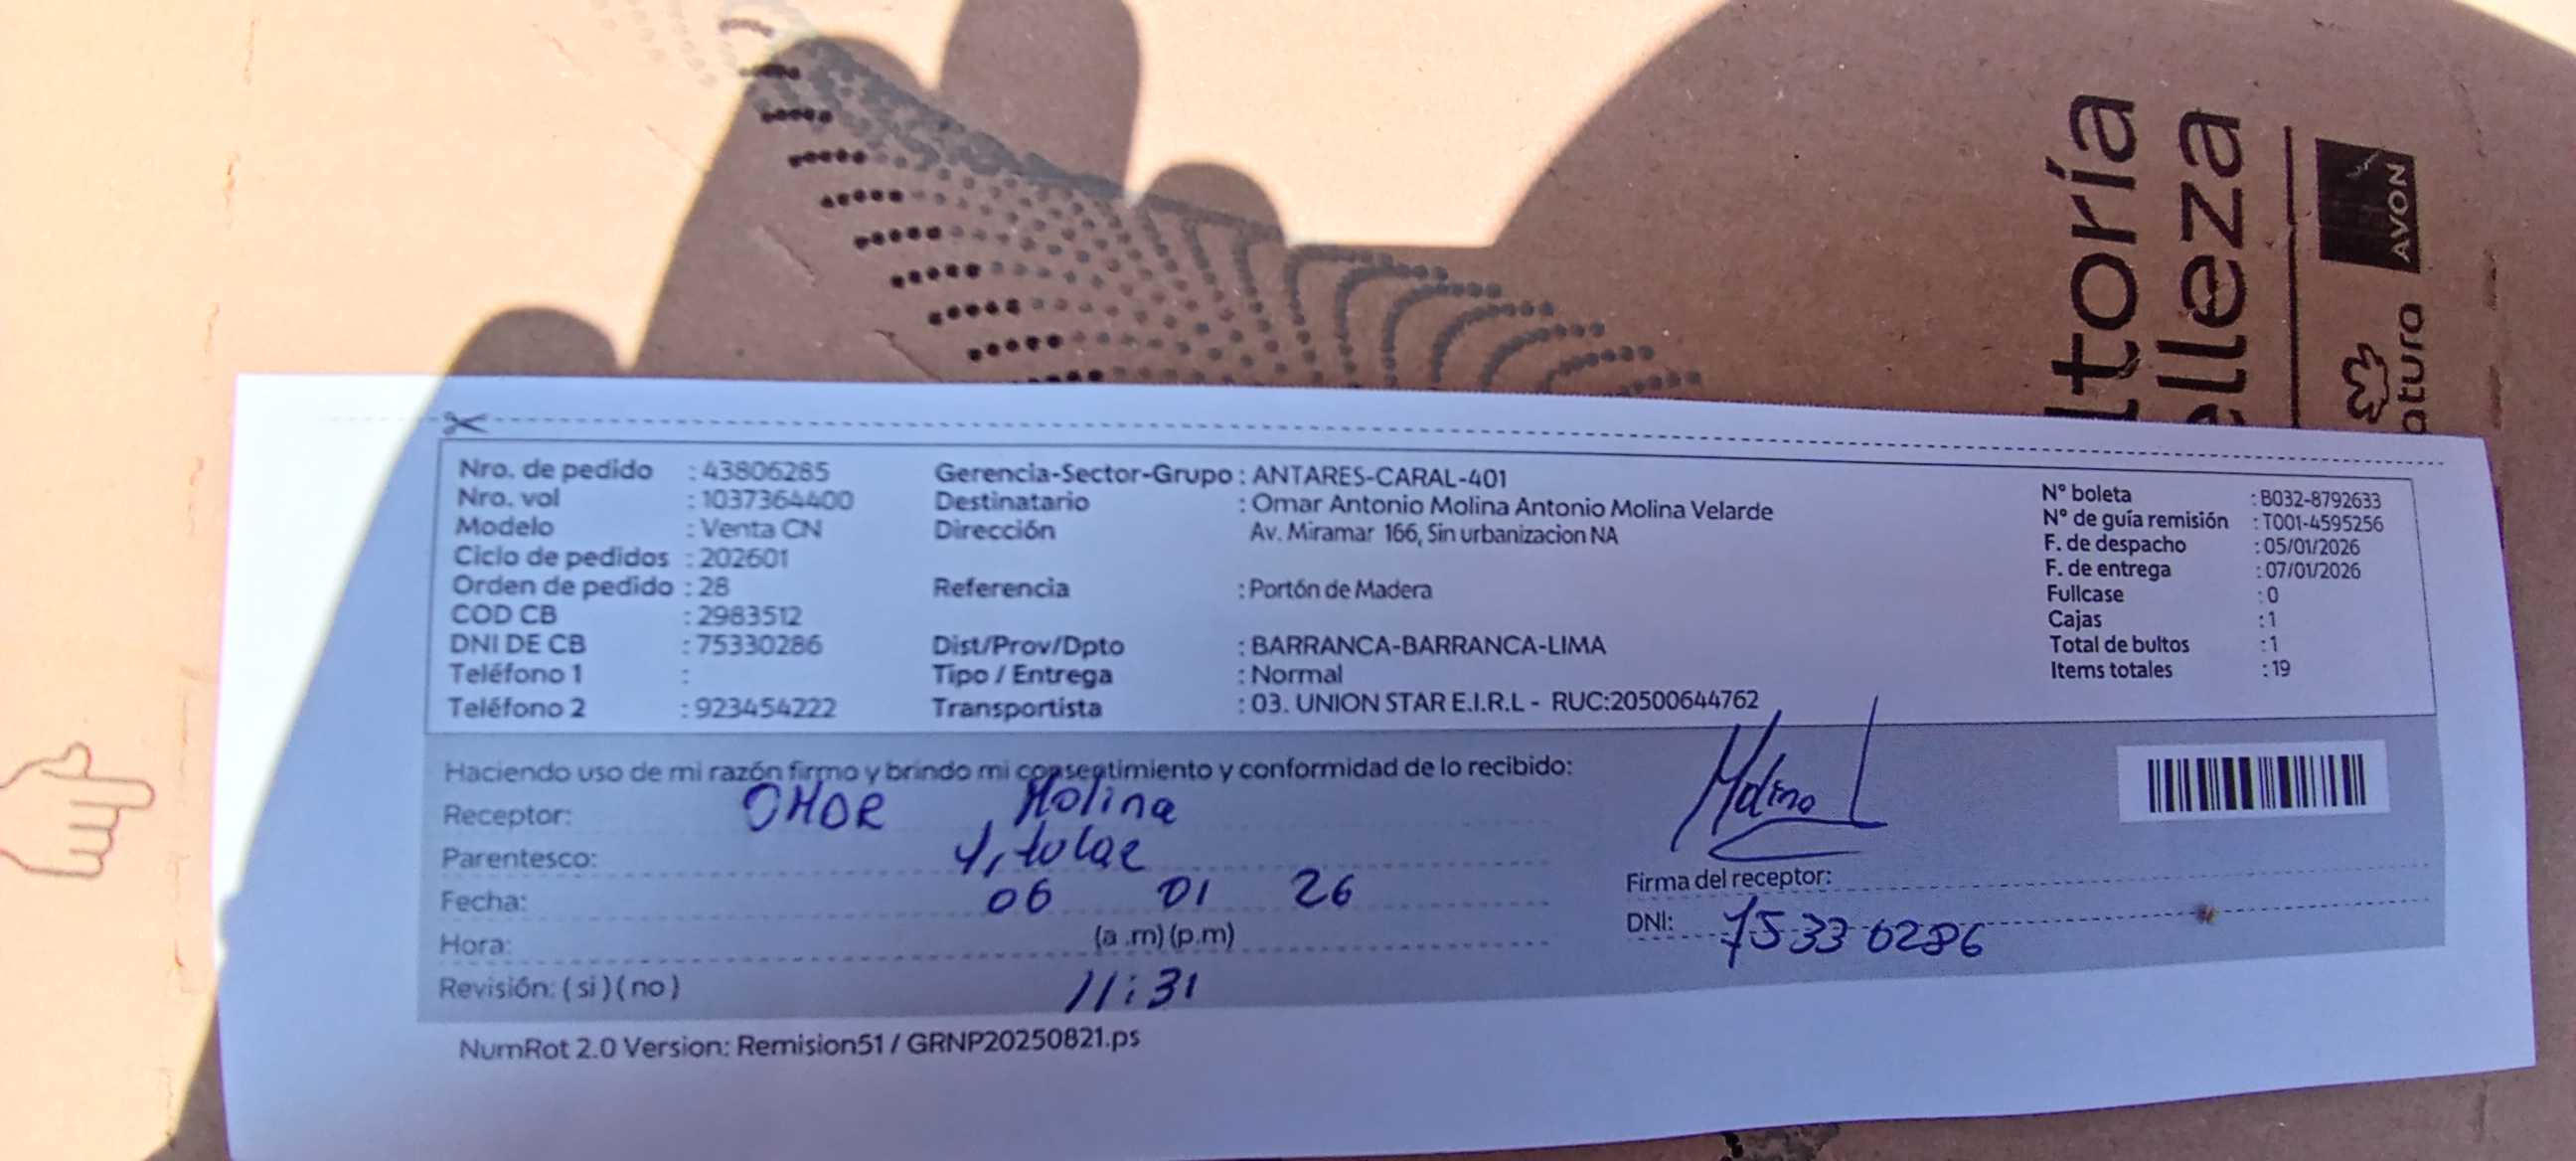 ltoría
elleza
AVON
atura
Nro. de pedido : 43806285
Nro. vol : 1037364400
Modelo : Venta CN
Ciclo de pedidos : 202601
Orden de pedido : 28
COD CB : 2983512
DNI DE CB : 75330286
Teléfono 1 :
Teléfono 2 : 923454222
Gerencia-Sector-Grupo : ANTARES-CARAL-401
Destinatario : Omar Antonio Molina Antonio Molina Velarde
Dirección Av. Miramar 166, Sin urbanizacion NA
Referencia : Portón de Madera
Dist/Prov/Dpto : BARRANCA-BARRANCA-LIMA
Tipo / Entrega : Normal
Transportista : 03. UNION STAR E.I.R.L - RUC:20500644762
N° boleta : B032-8792633
N° de guía remisión : T001-4595256
F. de despacho : 05/01/2026
F. de entrega : 07/01/2026
Fullcase : 0
Cajas : 1
Total de bultos : 1
Items totales : 19
Haciendo uso de mi razón firmo y brindo mi consentimiento y conformidad de lo recibido:
Receptor: OMAR Molina
Parentesco: Titular
Fecha: 06 01 26
Hora: (a .m) (p.m)
11:31
Revisión: ( si ) ( no )
Molina
Firma del receptor:
DNI: 75330286
NumRot 2.0 Version: Remision51 / GRNP20250821.ps